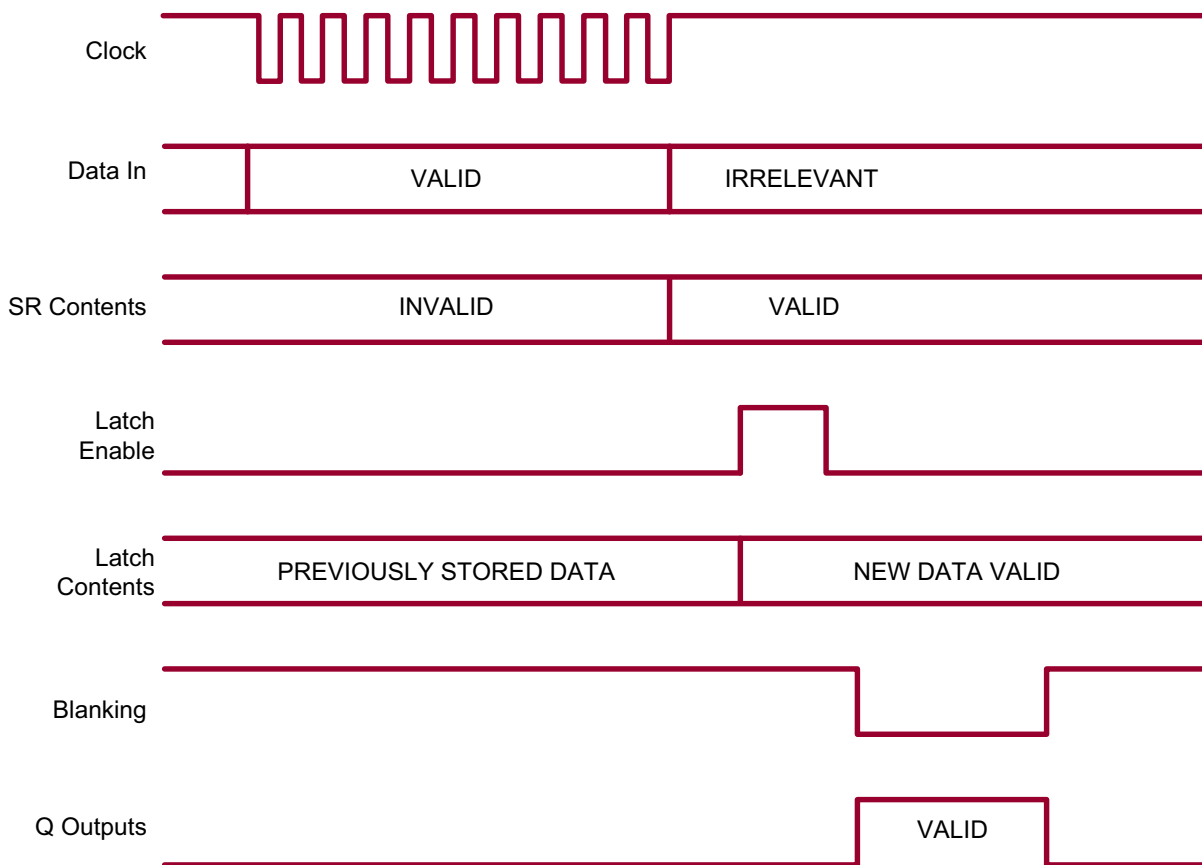 Clock
Data In
VALID
IRRELEVANT
SR Contents
INVALID
VALID
Latch
Enable
Latch
Contents
PREVIOUSLY STORED DATA
NEW DATA VALID
Blanking
Q Outputs
VALID